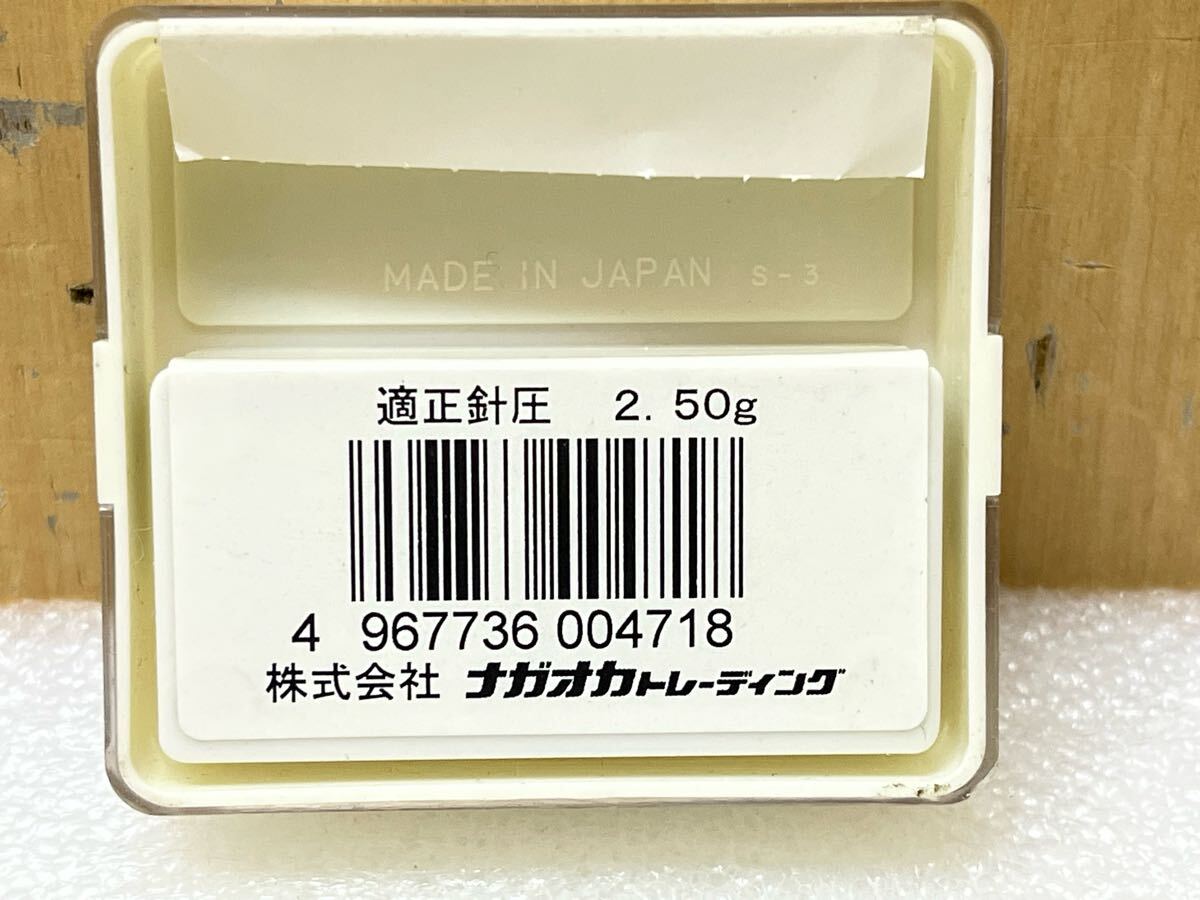 MADE IN JAPAN S-3
適正針圧 2.50g
4 967736 004718
株式会社 ナガオカトレーディング